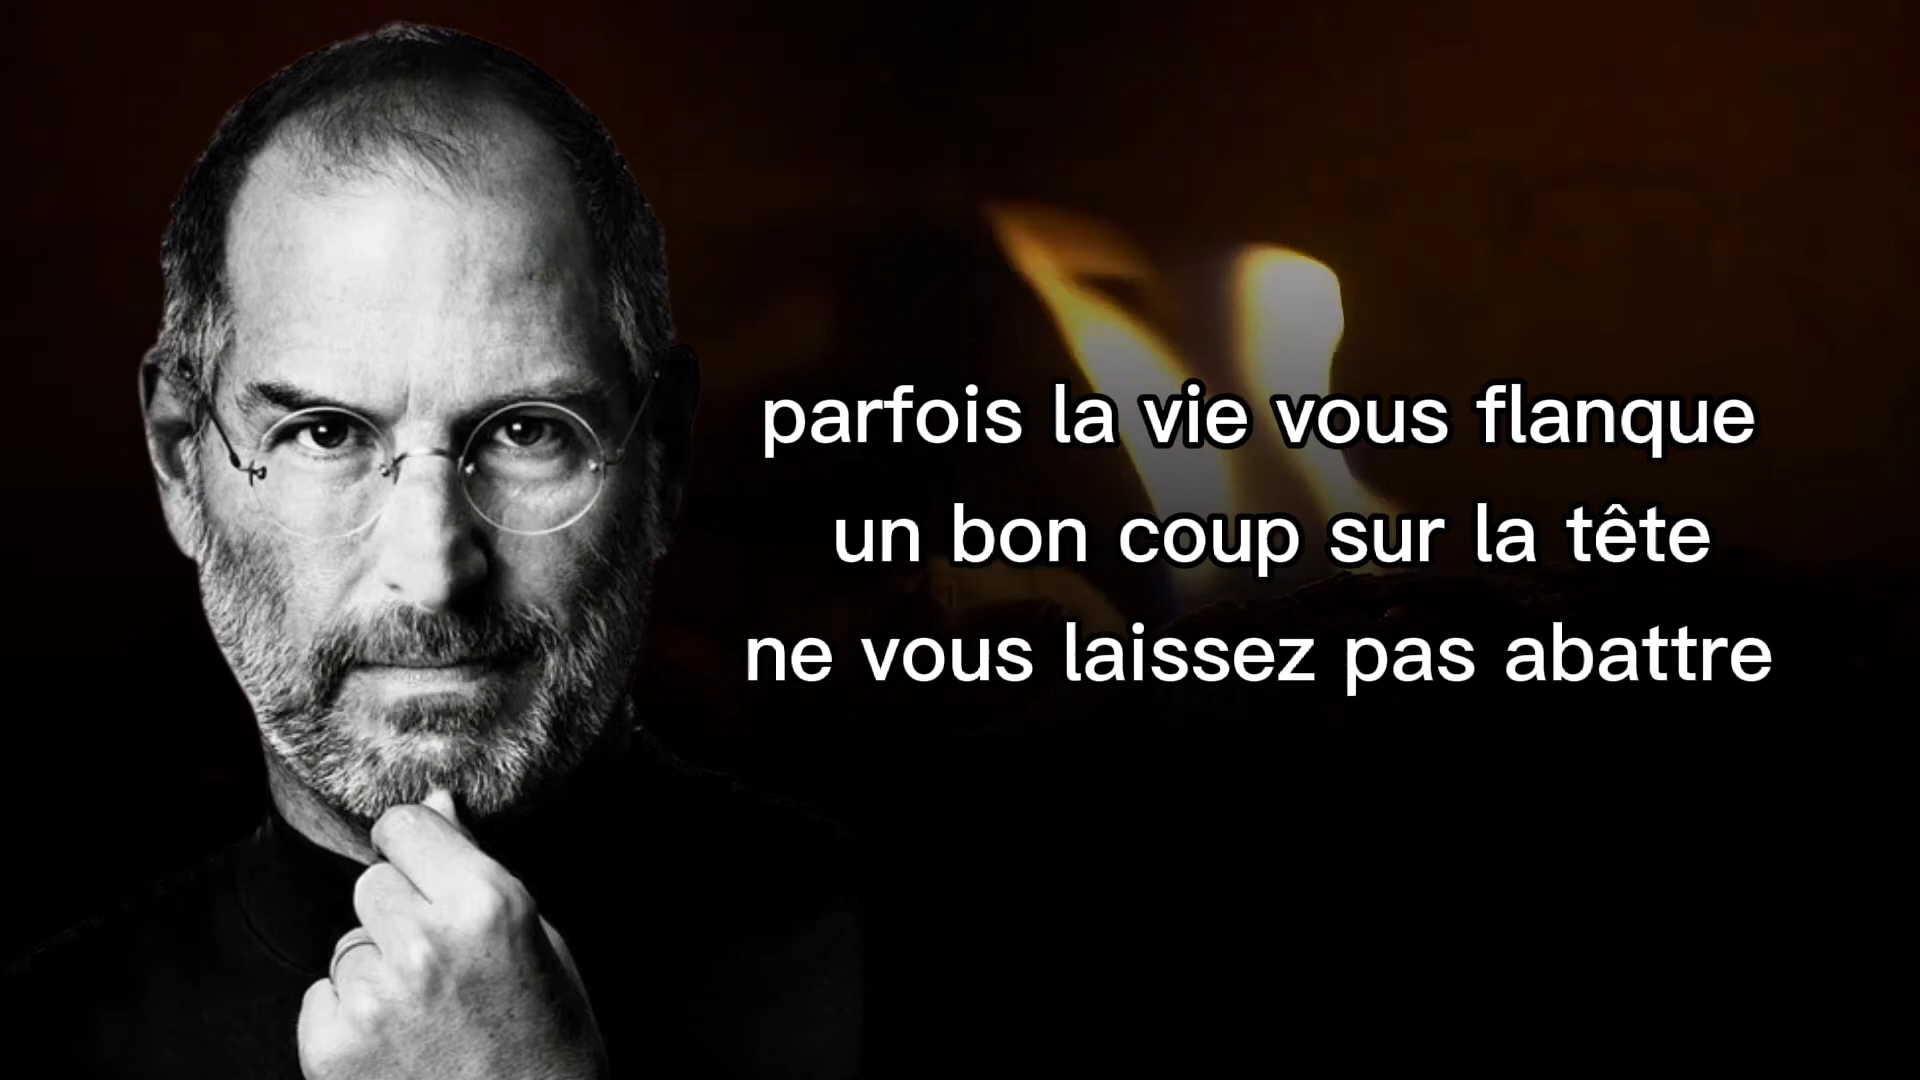 parfois la vie vous flanque
un bon coup sur la tête
ne vous laissez pas abattre